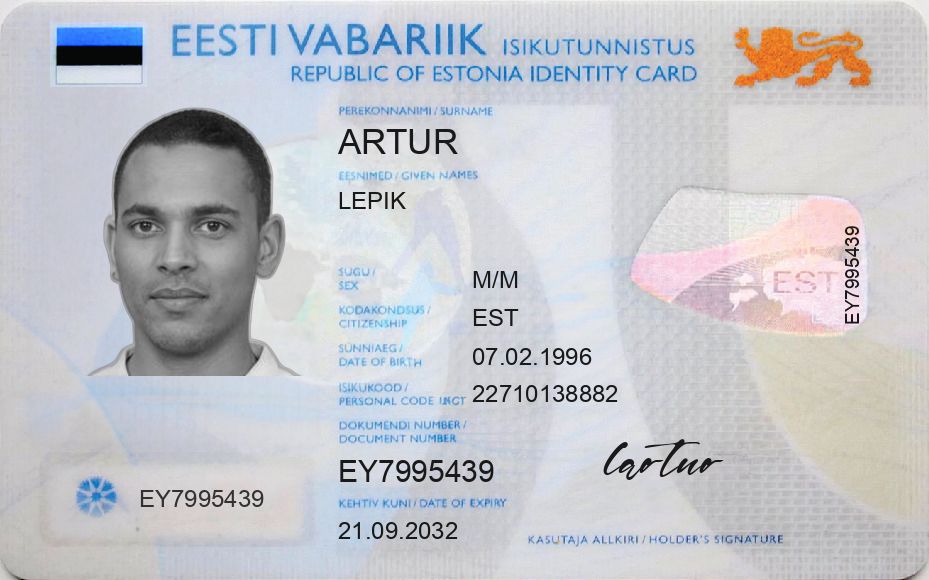 EESTI VABARIIK ISIKUTUNNISTUS
REPUBLIC OF ESTONIA IDENTITY CARD
PEREKONNANIMI / SURNAME
ARTUR
EESNIMED / GIVEN NAMES
LEPIK
SUGU / SEX
M/M
KODAKONDSUS / CITIZENSHIP
EST
SÜNNIAEG / DATE OF BIRTH
07.02.1996
ISIKUKOOD / PERSONAL CODE
22710138882
DOKUMENDI NUMBER / DOCUMENT NUMBER
EY7995439
KEHTIV KUNI / DATE OF EXPIRY
21.09.2032
EY7995439
EST
EY7995439
KASUTAJA ALLKIRI / HOLDER'S SIGNATURE